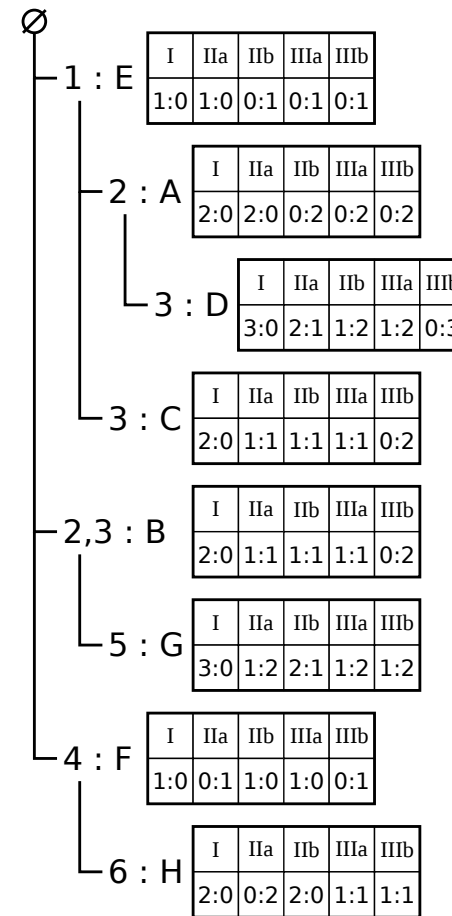 ∅
1 : E
I IIa IIb IIIa IIIb
1:0 1:0 0:1 0:1 0:1
2 : A
I IIa IIb IIIa IIIb
2:0 2:0 0:2 0:2 0:2
3 : D
I IIa IIb IIIa IIIb
3:0 2:1 1:2 1:2 0:3
3 : C
I IIa IIb IIIa IIIb
2:0 1:1 1:1 1:1 0:2
2,3 : B
I IIa IIb IIIa IIIb
2:0 1:1 1:1 1:1 0:2
5 : G
I IIa IIb IIIa IIIb
3:0 1:2 2:1 1:2 1:2
4 : F
I IIa IIb IIIa IIIb
1:0 0:1 1:0 1:0 0:1
6 : H
I IIa IIb IIIa IIIb
2:0 0:2 2:0 1:1 1:1